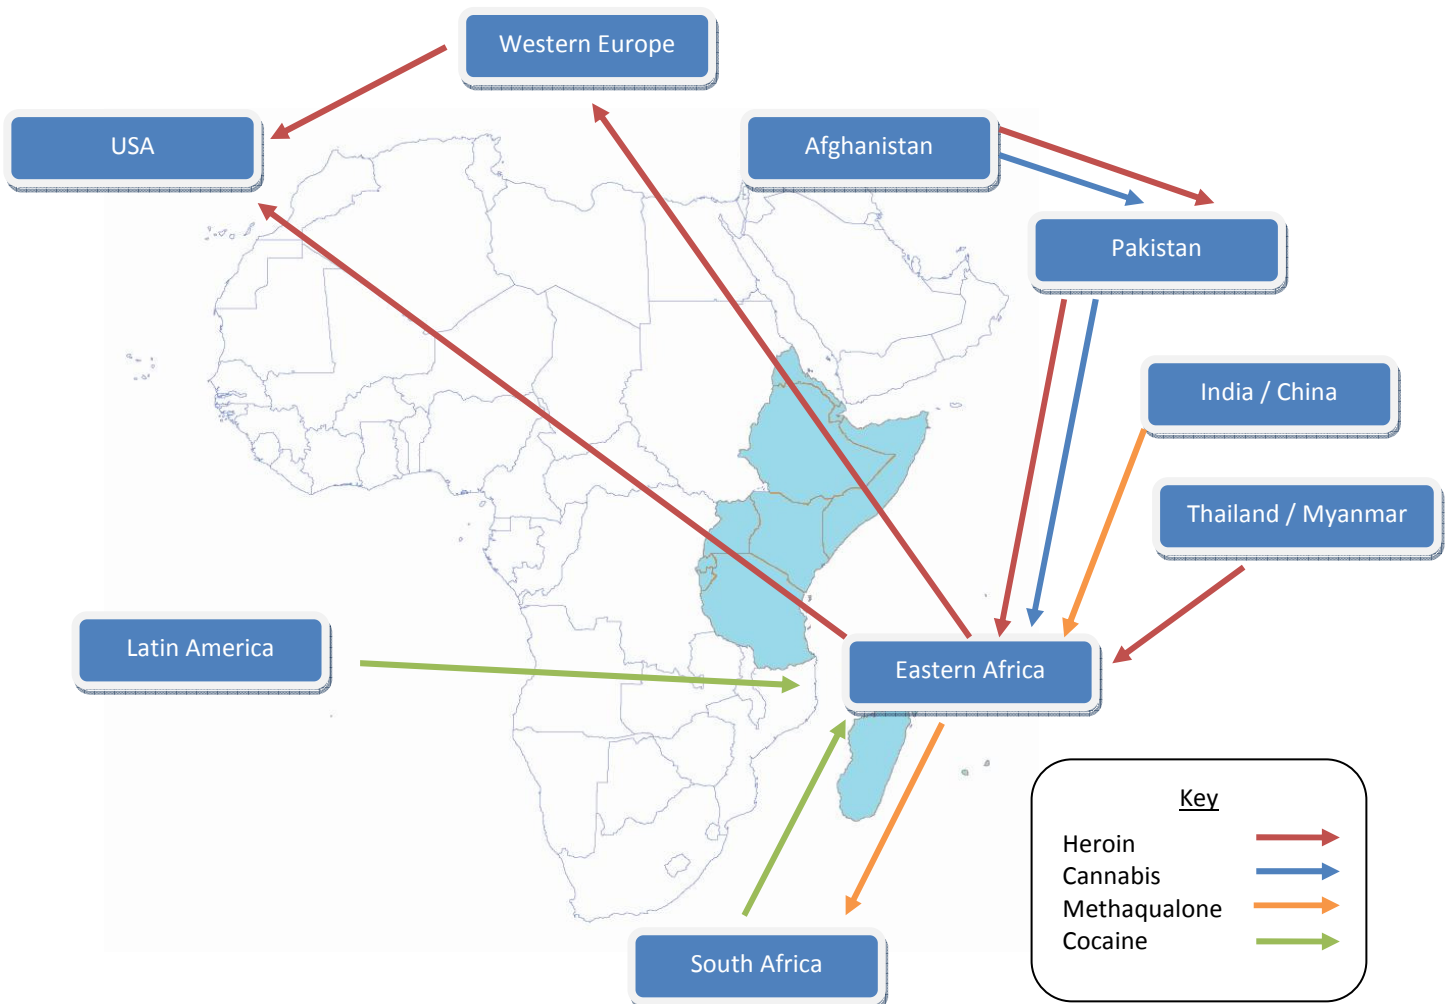 Western Europe
USA
Afghanistan
Pakistan
India / China
Thailand / Myanmar
Latin America
Eastern Africa
South Africa
Key
Heroin
Cannabis
Methaqualone
Cocaine